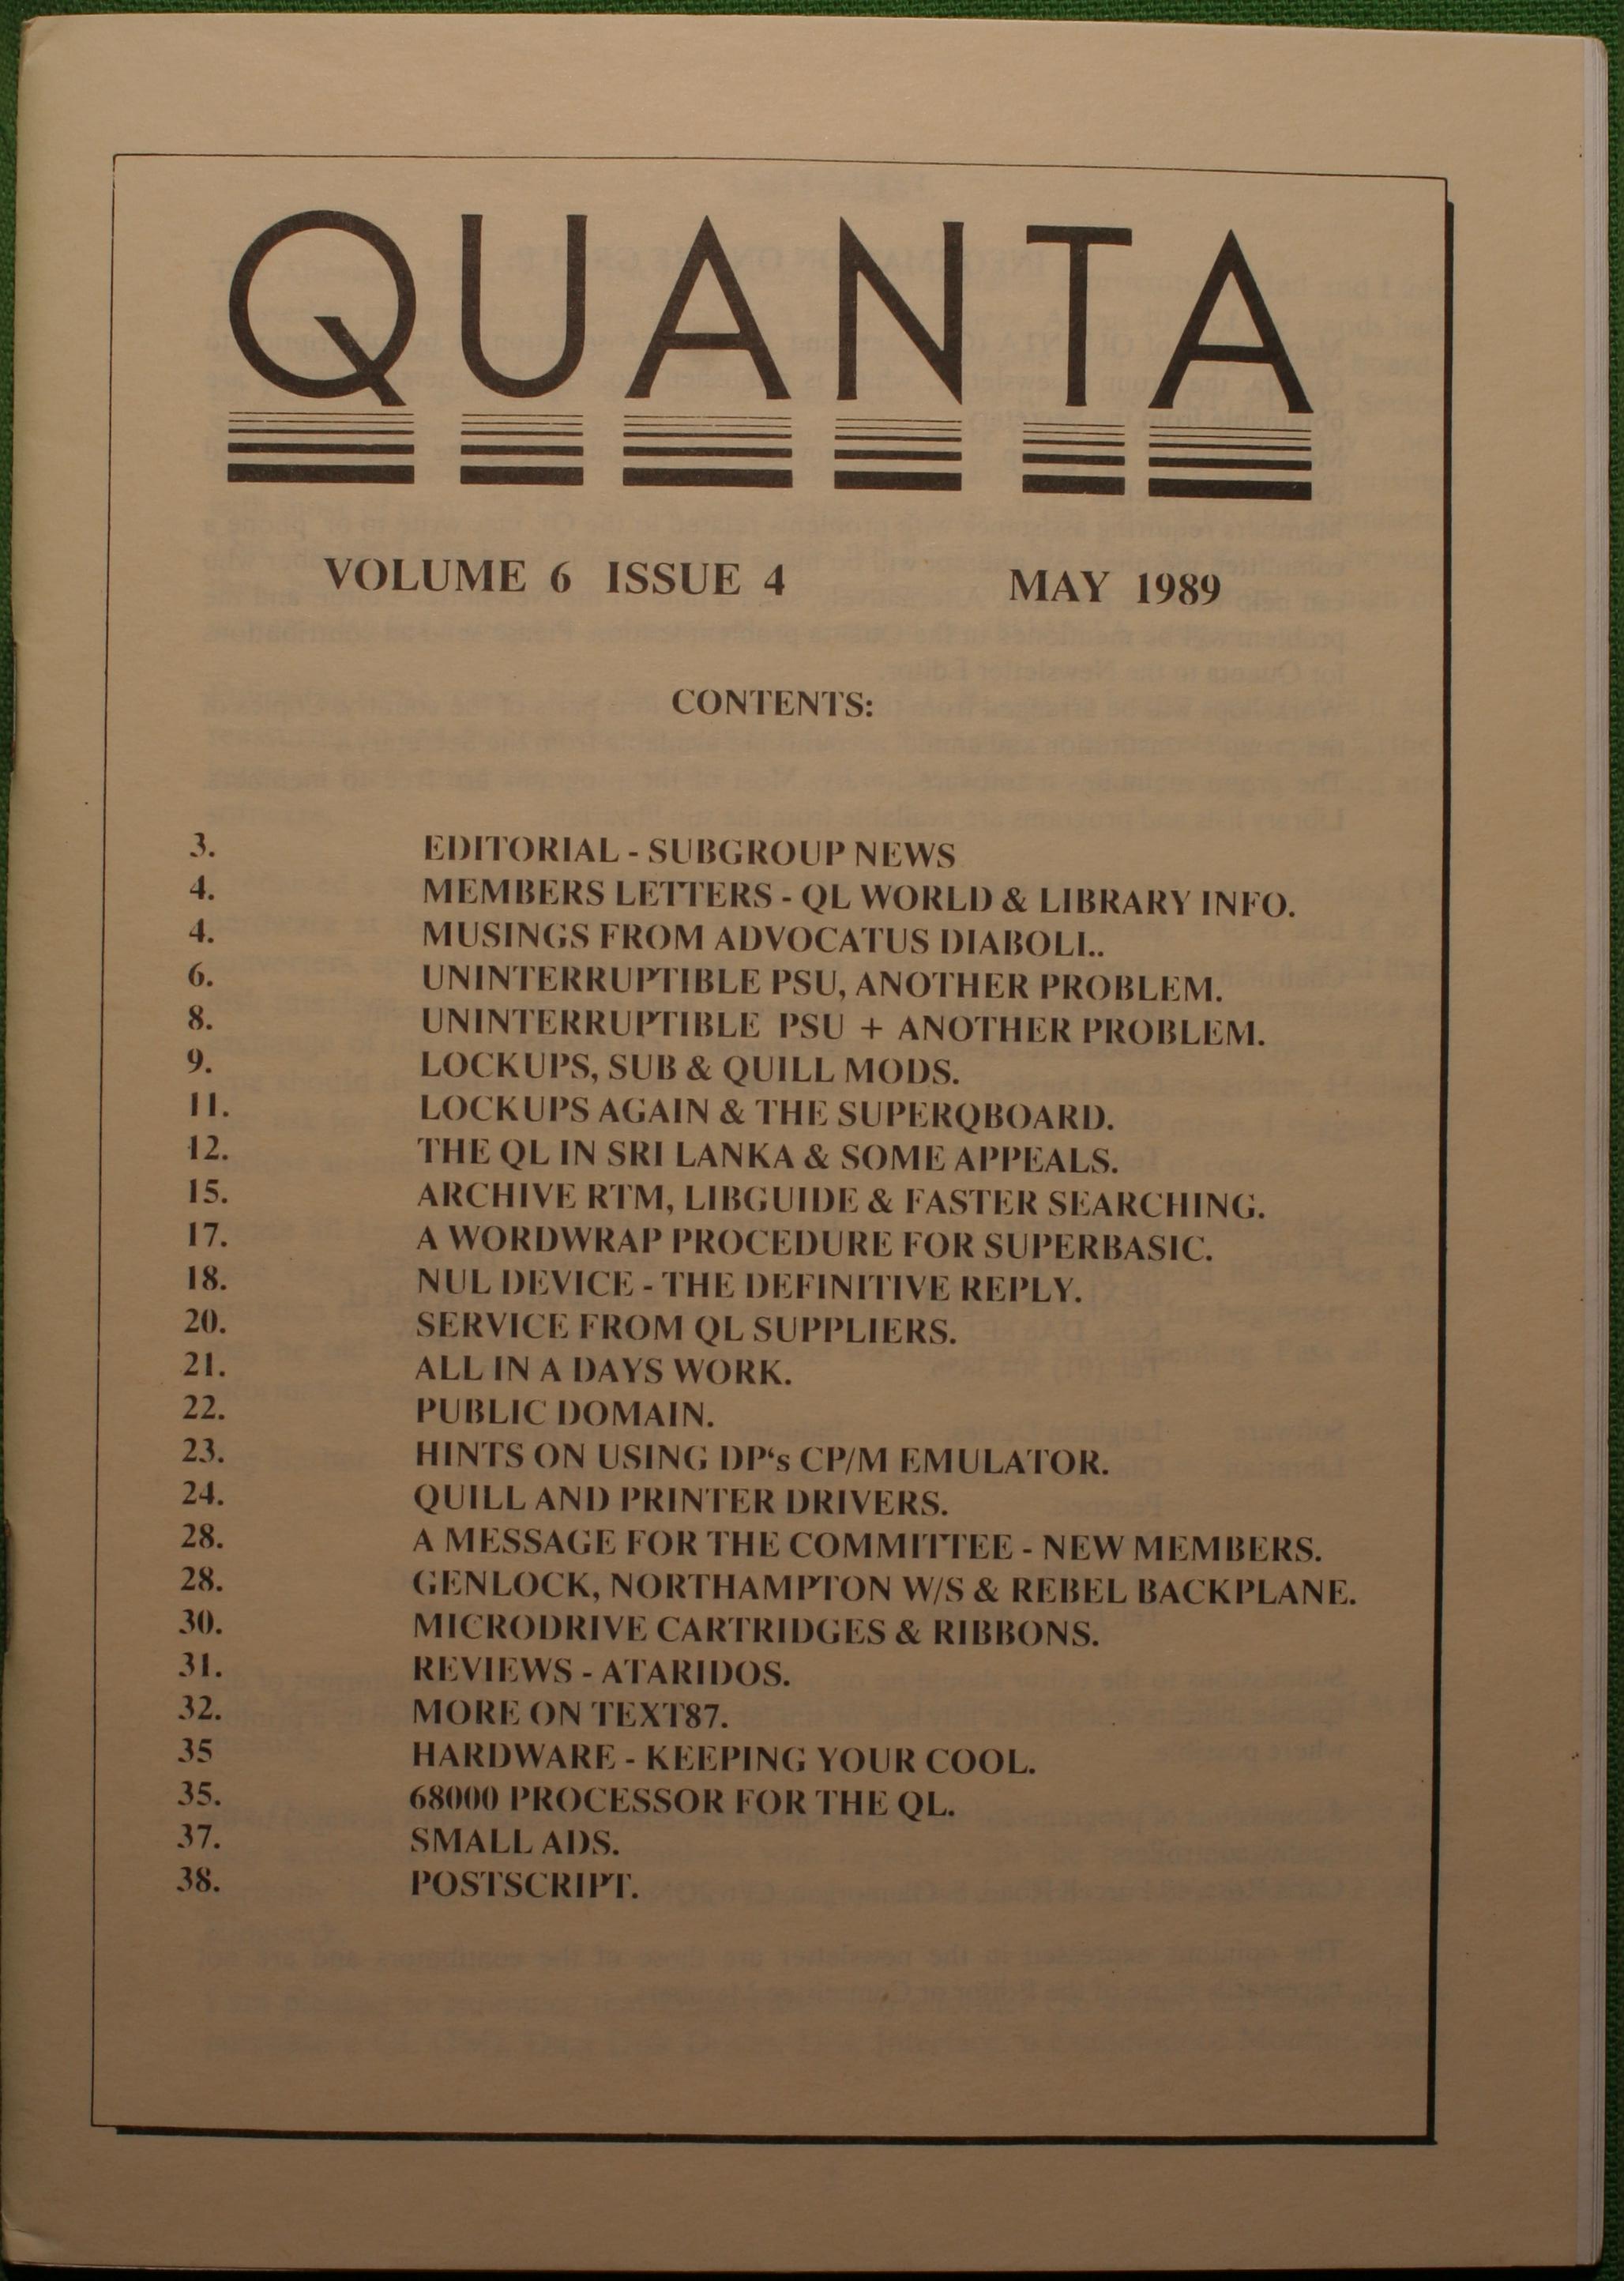 QUANTA
VOLUME 6 ISSUE 4 MAY 1989
CONTENTS:
3. EDITORIAL - SUBGROUP NEWS
4. MEMBERS LETTERS - QL WORLD & LIBRARY INFO.
4. MUSINGS FROM ADVOCATUS DIABOLI..
6. UNINTERRUPTIBLE PSU, ANOTHER PROBLEM.
8. UNINTERRUPTIBLE PSU + ANOTHER PROBLEM.
9. LOCKUPS, SUB & QUILL MODS.
11. LOCKUPS AGAIN & THE SUPERQBOARD.
12. THE QL IN SRI LANKA & SOME APPEALS.
15. ARCHIVE RTM, LIBGUIDE & FASTER SEARCHING.
17. A WORDWRAP PROCEDURE FOR SUPERBASIC.
18. NUL DEVICE - THE DEFINITIVE REPLY.
20. SERVICE FROM QL SUPPLIERS.
21. ALL IN A DAYS WORK.
22. PUBLIC DOMAIN.
23. HINTS ON USING DP‘s CP/M EMULATOR.
24. QUILL AND PRINTER DRIVERS.
28. A MESSAGE FOR THE COMMITTEE - NEW MEMBERS.
28. GENLOCK, NORTHAMPTON W/S & REBEL BACKPLANE.
30. MICRODRIVE CARTRIDGES & RIBBONS.
31. REVIEWS - ATARIDOS.
32. MORE ON TEXT87.
35 HARDWARE - KEEPING YOUR COOL.
35. 68000 PROCESSOR FOR THE QL.
37. SMALL ADS.
38. POSTSCRIPT.